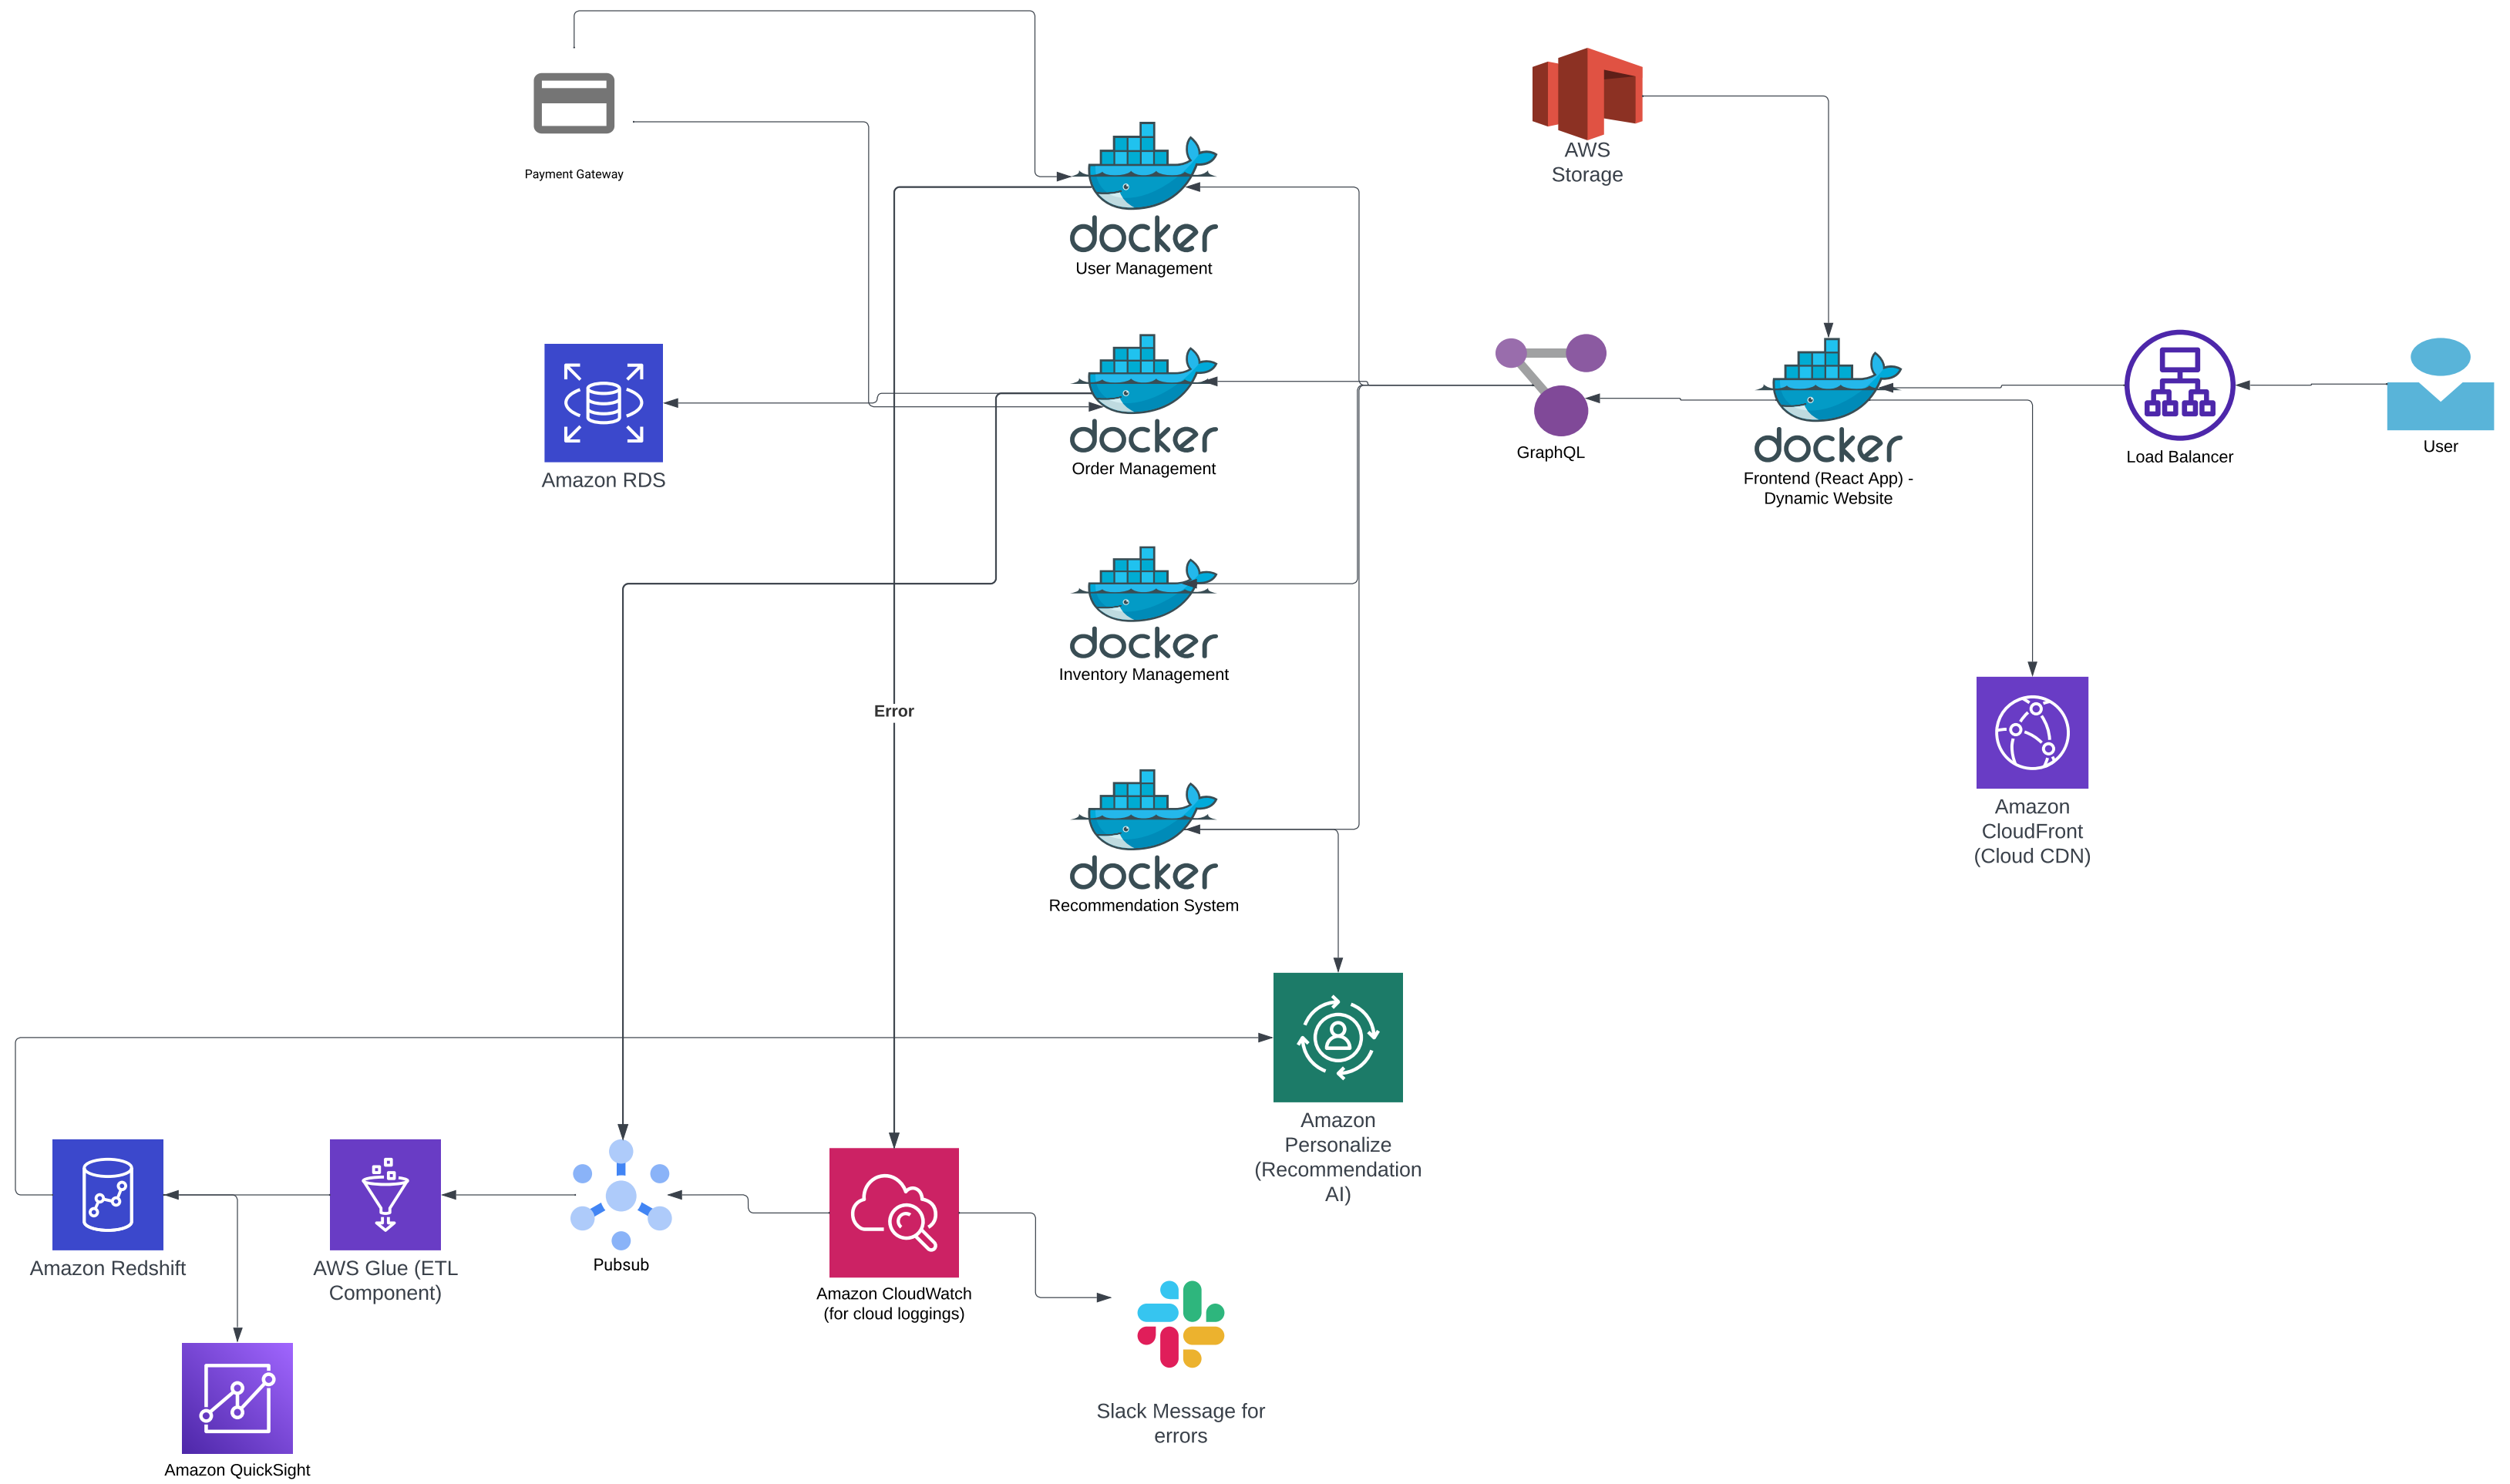 Payment Gateway
AWS
Storage
docker
User Management
Amazon RDS
docker
Order Management
GraphQL
docker
Frontend (React App) -
Dynamic Website
Load Balancer
User
docker
Inventory Management
Error
docker
Recommendation System
Amazon
CloudFront
(Cloud CDN)
Amazon
Personalize
(Recommendation
AI)
Amazon Redshift
AWS Glue (ETL
Component)
Pubsub
Amazon CloudWatch
(for cloud loggings)
Slack Message for
errors
Amazon QuickSight